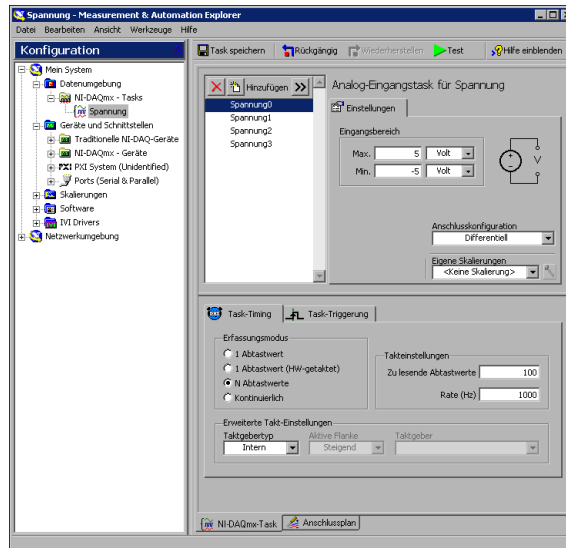 Spannung - Measurement & Automation Explorer
Datei Bearbeiten Ansicht Werkzeuge Hilfe
Konfiguration
Task speichern Rückgängig Wiederherstellen Test Hilfe einblenden
Mein System
Datenumgebung
NI-DAQmx - Tasks
Spannung
Geräte und Schnittstellen
Traditionelle NI-DAQ-Geräte
NI-DAQmx - Geräte
PXI PXI System (Unidentified)
Ports (Serial & Parallel)
Skalierungen
Software
IVI Drivers
Netzwerkumgebung
Hinzufügen
Spannung0
Spannung1
Spannung2
Spannung3
Analog-Eingangstask für Spannung
Einstellungen
Eingangsbereich
Max. 5 Volt
Min. -5 Volt
V
Anschlusskonfiguration
Differentiell
Eigene Skalierungen
<Keine Skalierung>
Task-Timing Task-Triggerung
Erfassungsmodus
1 Abtastwert
1 Abtastwert (HW-getaktet)
N Abtastwerte
Kontinuierlich
Takteinstellungen
Zu lesende Abtastwerte 100
Rate (Hz) 1000
Erweiterte Takt-Einstellungen
Taktgebertyp Aktive Flanke Taktgeber
Intern Steigend
NI-DAQmx-Task Anschlussplan